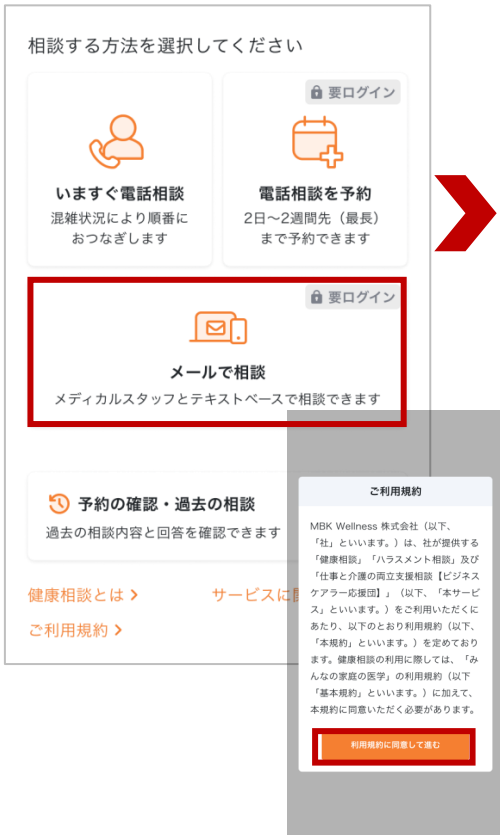 相談する方法を選択してください
要ログイン
いますぐ電話相談
混雑状況により順番に
おつなぎします
電話相談を予約
2日〜2週間先（最長）
まで予約できます
要ログイン
メールで相談
メディカルスタッフとテキストベースで相談できます
予約の確認・過去の相談
過去の相談内容と回答を確認できます
健康相談とは
サービスに
ご利用規約
ご利用規約
MBK Wellness 株式会社（以下、
「社」といいます。）は、社が提供する
「健康相談」「ハラスメント相談」及び
「仕事と介護の両立支援相談【ビジネス
ケアラー応援団】」（以下、「本サービ
ス」といいます。）をご利用いただくに
あたり、以下のとおり利用規約（以下、
「本規約」といいます。）を定めており
ます。健康相談の利用に際しては、「み
んなの家庭の医学」の利用規約（以下
「基本規約」といいます。）に加えて、
本規約に同意いただく必要があります。
利用規約に同意して進む